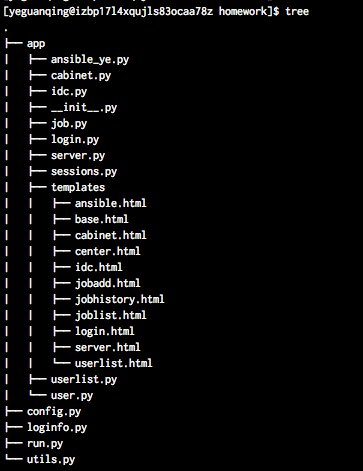 [yeguanqing@izbp17l4xqujls83ocaa78z homework]$ tree
.
├── app
│   ├── ansible_ye.py
│   ├── cabinet.py
│   ├── idc.py
│   ├── __init__.py
│   ├── job.py
│   ├── login.py
│   ├── server.py
│   ├── sessions.py
│   ├── templates
│   │   ├── ansible.html
│   │   ├── base.html
│   │   ├── cabinet.html
│   │   ├── center.html
│   │   ├── idc.html
│   │   ├── jobadd.html
│   │   ├── jobhistory.html
│   │   ├── joblist.html
│   │   ├── login.html
│   │   ├── server.html
│   │   └── userlist.html
│   ├── userlist.py
│   └── user.py
├── config.py
├── loginfo.py
├── run.py
└── utils.py